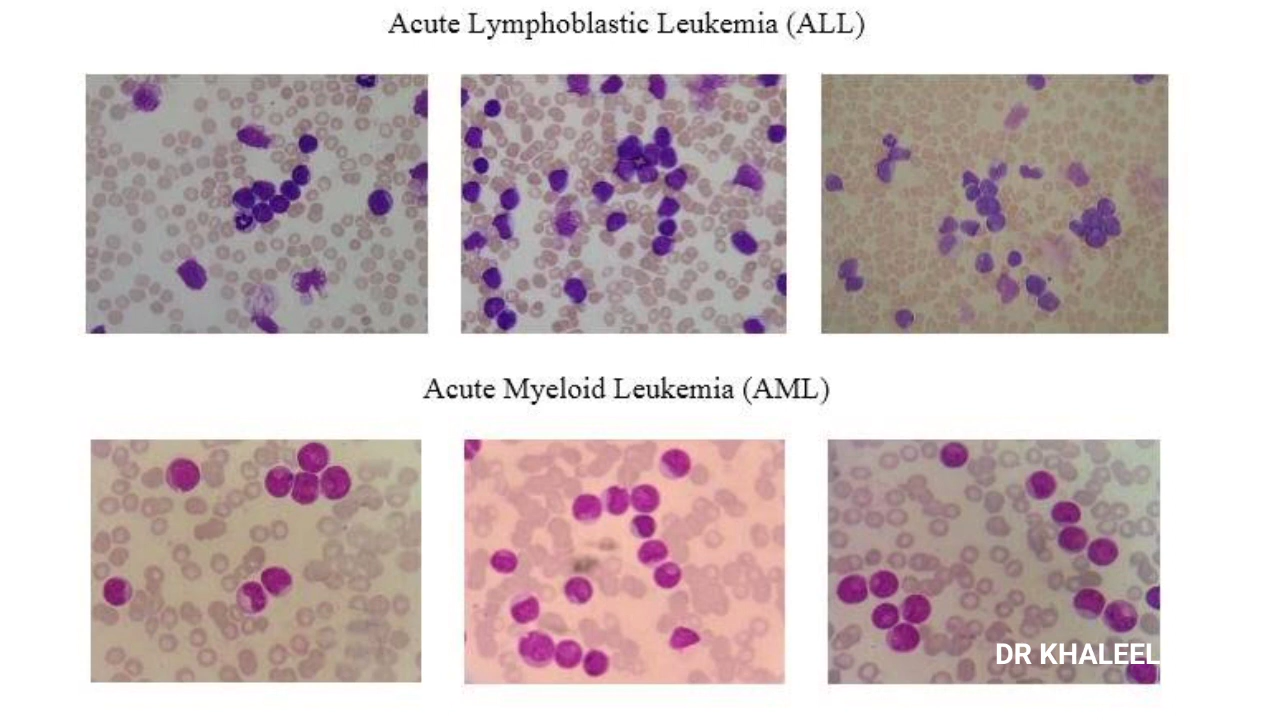 Acute Lymphoblastic Leukemia (ALL)
Acute Myeloid Leukemia (AML)
DR KHALEEL